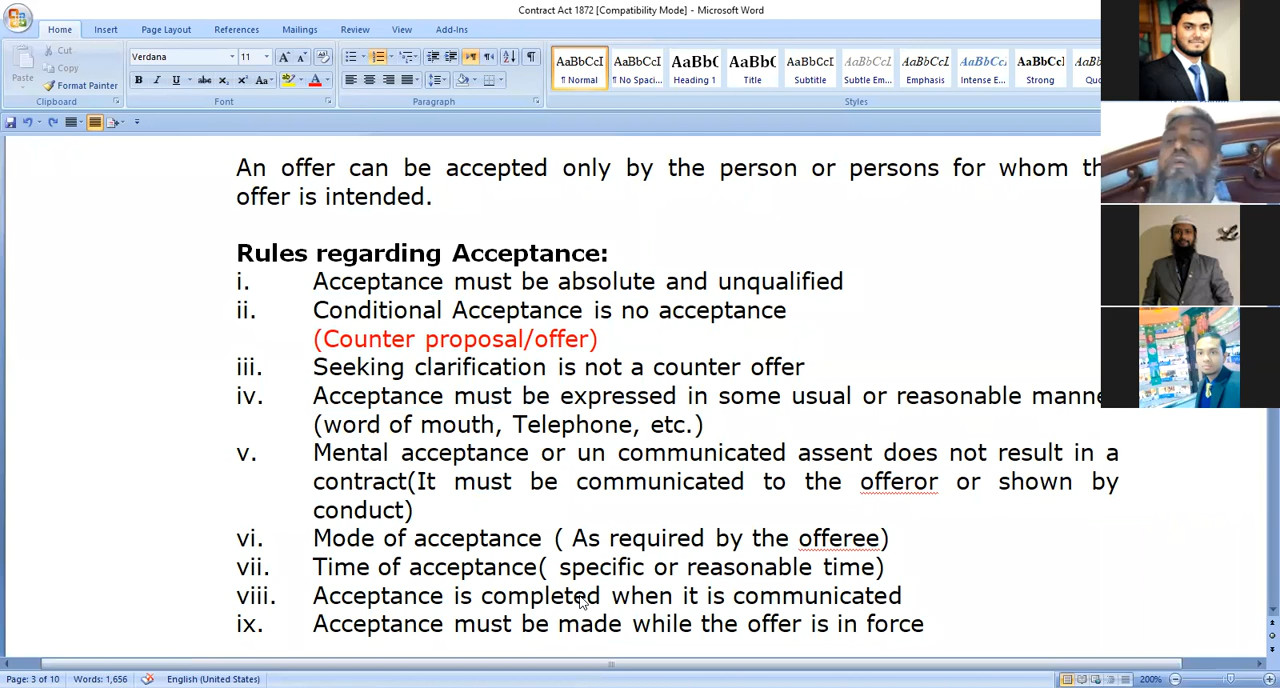 Contract Act 1872 [Compatibility Mode] - Microsoft Word
Home Insert Page Layout References Mailings Review View Add-Ins
Cut
Copy
Format Painter
Paste
Verdana 11
B I U abc X₂ X² Aa
AaBbCcI AaBbCcI AaBbC AaBbC AaBbCcI AaBbCcI AaBbCcI AaBbCcI AaBbCcI AaBbC
¶ Normal ¶ No Spaci... Heading 1 Title Subtitle Subtle Em... Emphasis Intense E... Strong Quo
Clipboard Font Paragraph Styles
An offer can be accepted only by the person or persons for whom th
offer is intended.
Rules regarding Acceptance:
i. Acceptance must be absolute and unqualified
ii. Conditional Acceptance is no acceptance
(Counter proposal/offer)
iii. Seeking clarification is not a counter offer
iv. Acceptance must be expressed in some usual or reasonable manne
(word of mouth, Telephone, etc.)
v. Mental acceptance or un communicated assent does not result in a
contract(It must be communicated to the offeror or shown by
conduct)
vi. Mode of acceptance ( As required by the offeree)
vii. Time of acceptance( specific or reasonable time)
viii. Acceptance is completed when it is communicated
ix. Acceptance must be made while the offer is in force
Page: 3 of 10 Words: 1,656 English (United States) 200%